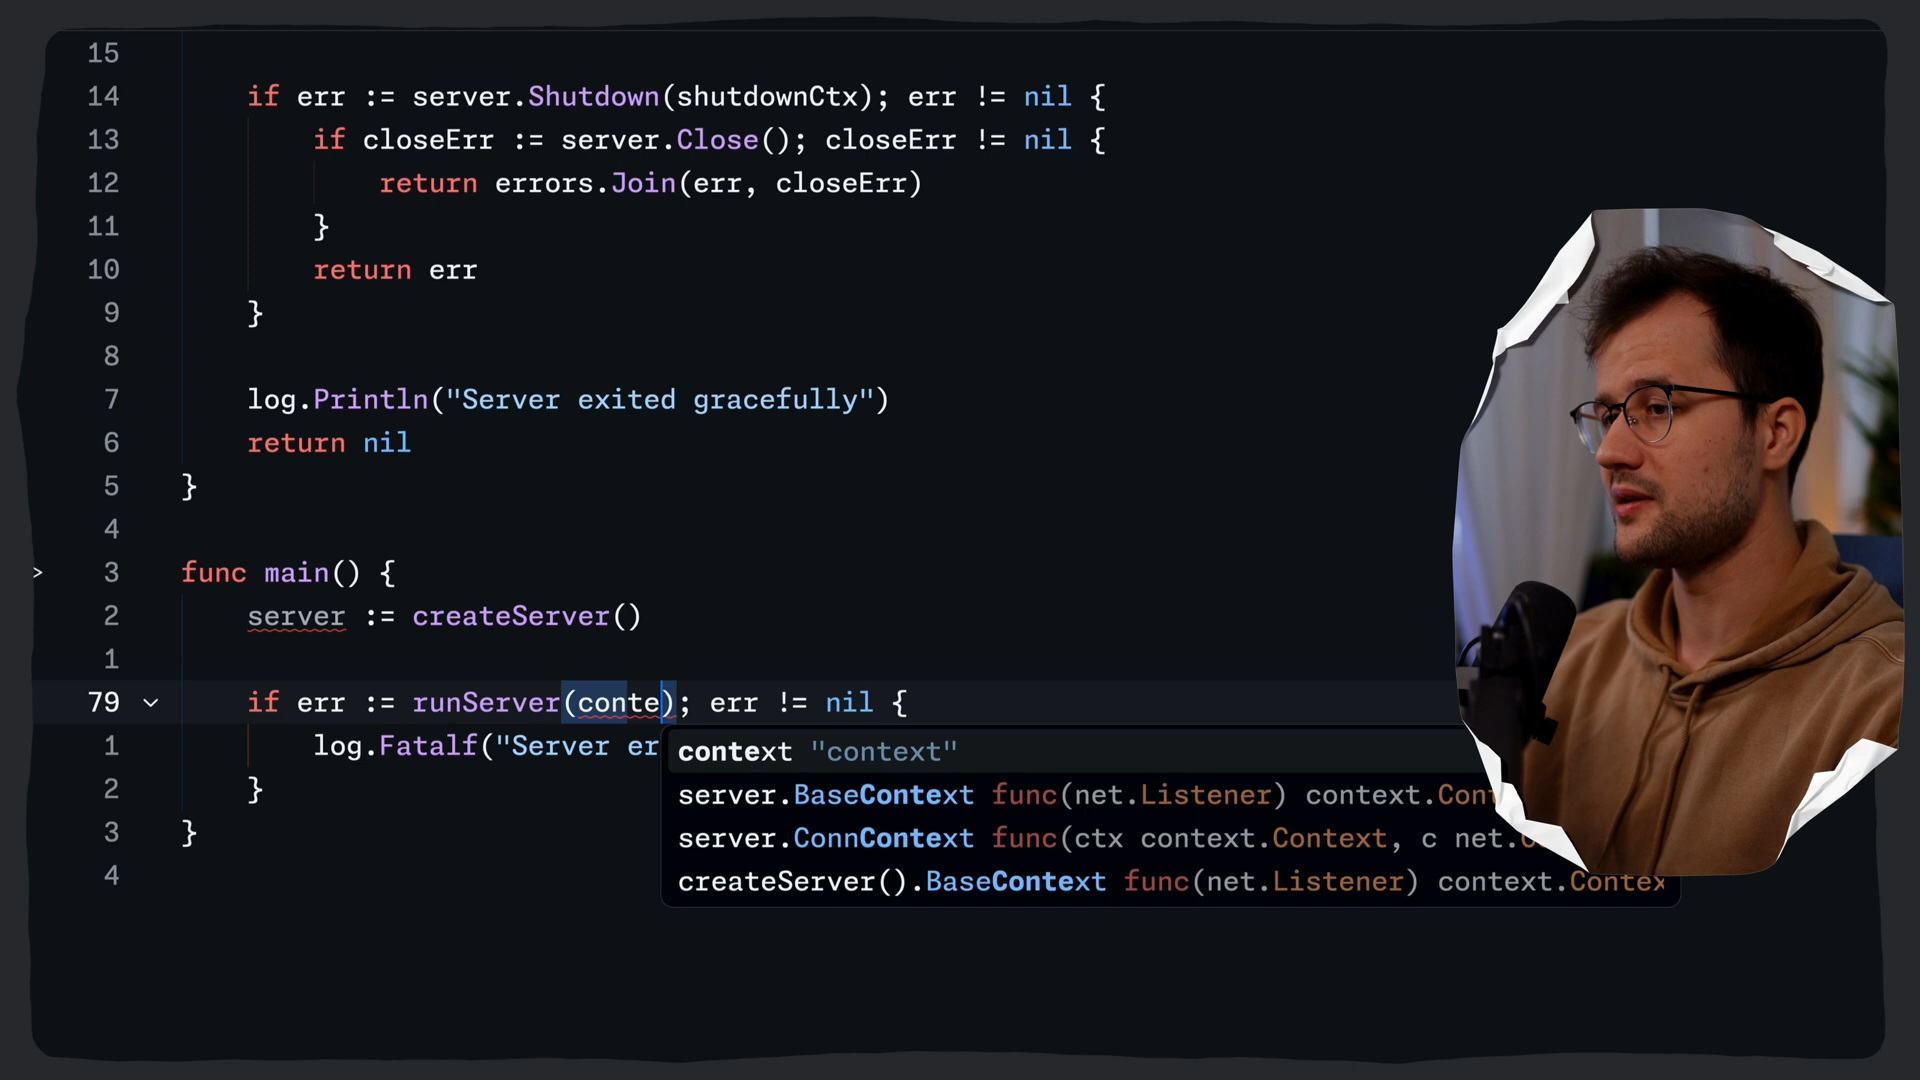 15
14 if err := server.Shutdown(shutdownCtx); err != nil {
13 if closeErr := server.Close(); closeErr != nil {
12 return errors.Join(err, closeErr)
11 }
10 return err
9 }
8
7 log.Println("Server exited gracefully")
6 return nil
5 }
4
> 3 func main() {
2 server := createServer()
1
79 if err := runServer(conte); err != nil {
1 log.Fatalf("Server er
context "context"
2 }
server.BaseContext func(net.Listener) context.Cont
3 }
server.ConnContext func(ctx context.Context, c net.
4
createServer().BaseContext func(net.Listener) context.Contex